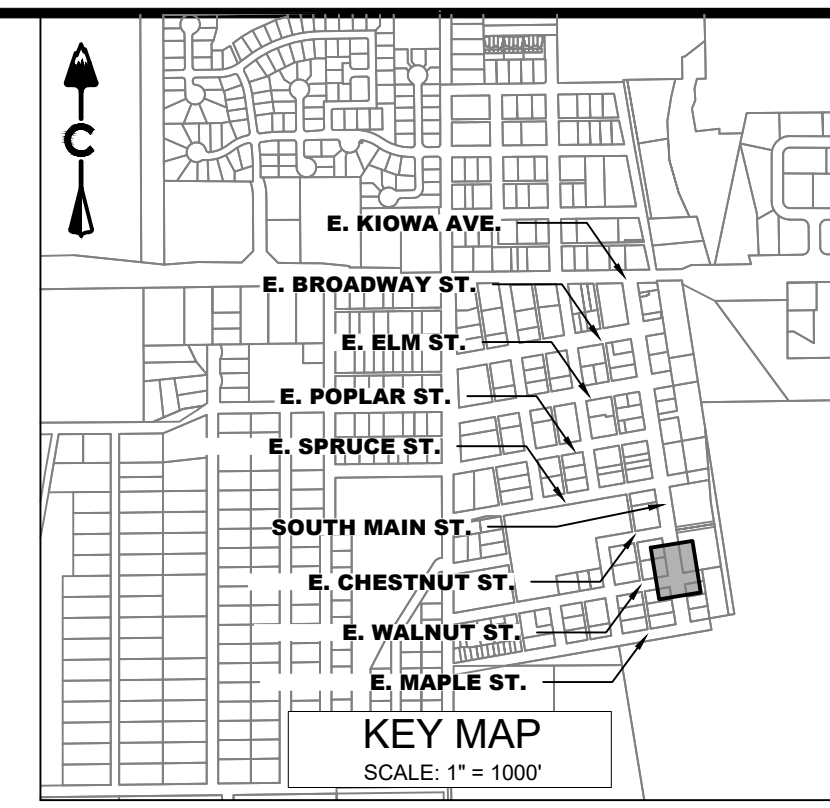 C
E. KIOWA AVE.
E. BROADWAY ST.
E. ELM ST.
E. POPLAR ST.
E. SPRUCE ST.
SOUTH MAIN ST.
E. CHESTNUT ST.
E. WALNUT ST.
E. MAPLE ST.
KEY MAP
SCALE: 1" = 1000'